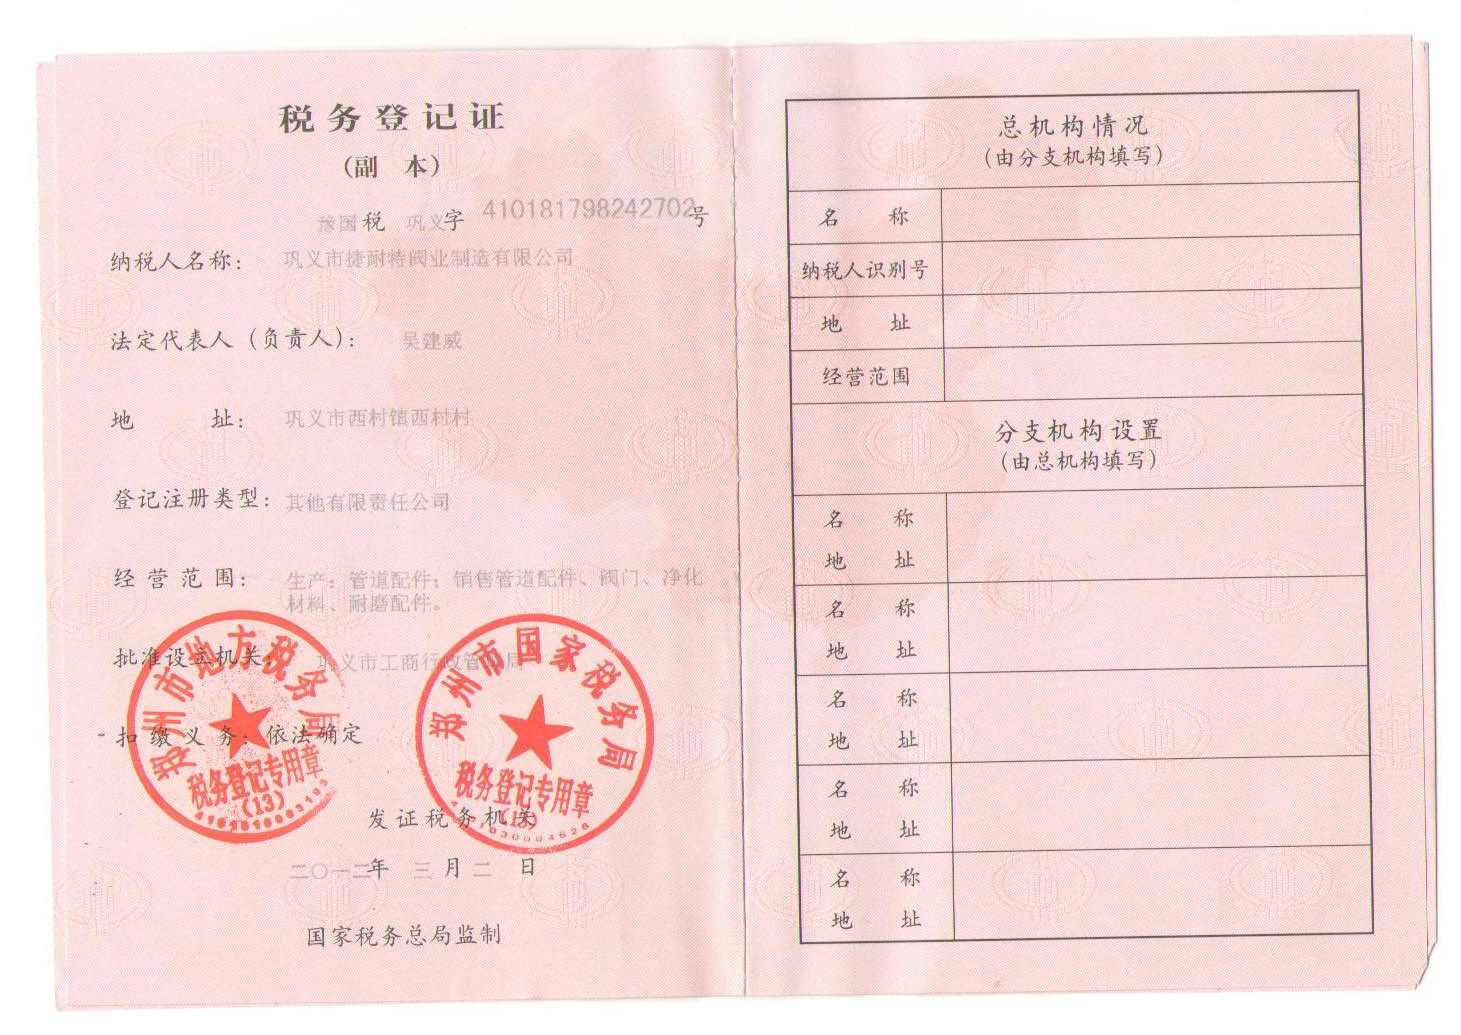 税务登记证
（副 本）
豫国税 巩义字 410181798242702号
纳税人名称： 巩义市捷耐特阀业制造有限公司
法定代表人（负责人）： 吴建威
地 址： 巩义市西村镇西村村
登记注册类型： 其他有限责任公司
经营范围： 生产：管道配件；销售管道配件、阀门、净化
材料、耐磨配件。
批准设立机关： 巩义市工商行政管理局
扣缴义务：依法确定
郑州市地方税务局
税务登记专用章
（13）
郑州市国家税务局
税务登记专用章
发证税务机关
二〇一二年 三月二 日
国家税务总局监制
总机构情况
（由分支机构填写）
名 称
纳税人识别号
地 址
经营范围
分支机构设置
（由总机构填写）
名 称
地 址
名 称
地 址
名 称
地 址
名 称
地 址
名 称
地 址